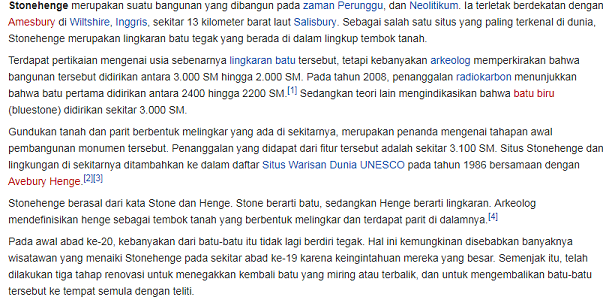 Stonehenge merupakan suatu bangunan yang dibangun pada zaman Perunggu, dan Neolitikum. Ia terletak berdekatan dengan
Amesbury di Wiltshire, Inggris, sekitar 13 kilometer barat laut Salisbury. Sebagai salah satu situs yang paling terkenal di dunia,
Stonehenge merupakan lingkaran batu tegak yang berada di dalam lingkup tembok tanah.
Terdapat pertikaian mengenai usia sebenarnya lingkaran batu tersebut, tetapi kebanyakan arkeolog memperkirakan bahwa
bangunan tersebut didirikan antara 3.000 SM hingga 2.000 SM. Pada tahun 2008, penanggalan radiokarbon menunjukkan
bahwa batu pertama didirikan antara 2400 hingga 2200 SM.[1] Sedangkan teori lain mengindikasikan bahwa batu biru
(bluestone) didirikan sekitar 3.000 SM.
Gundukan tanah dan parit berbentuk melingkar yang ada di sekitarnya, merupakan penanda mengenai tahapan awal
pembangunan monumen tersebut. Penanggalan yang didapat dari fitur tersebut adalah sekitar 3.100 SM. Situs Stonehenge dan
lingkungan di sekitarnya ditambahkan ke dalam daftar Situs Warisan Dunia UNESCO pada tahun 1986 bersamaan dengan
Avebury Henge.[2][3]
Stonehenge berasal dari kata Stone dan Henge. Stone berarti batu, sedangkan Henge berarti lingkaran. Arkeolog
mendefinisikan henge sebagai tembok tanah yang berbentuk melingkar dan terdapat parit di dalamnya.[4]
Pada awal abad ke-20, kebanyakan dari batu-batu itu tidak lagi berdiri tegak. Hal ini kemungkinan disebabkan banyaknya
wisatawan yang menaiki Stonehenge pada sekitar abad ke-19 karena keingintahuan mereka yang besar. Semenjak itu, telah
dilakukan tiga tahap renovasi untuk menegakkan kembali batu yang miring atau terbalik, dan untuk mengembalikan batu-batu
tersebut ke tempat semula dengan teliti.